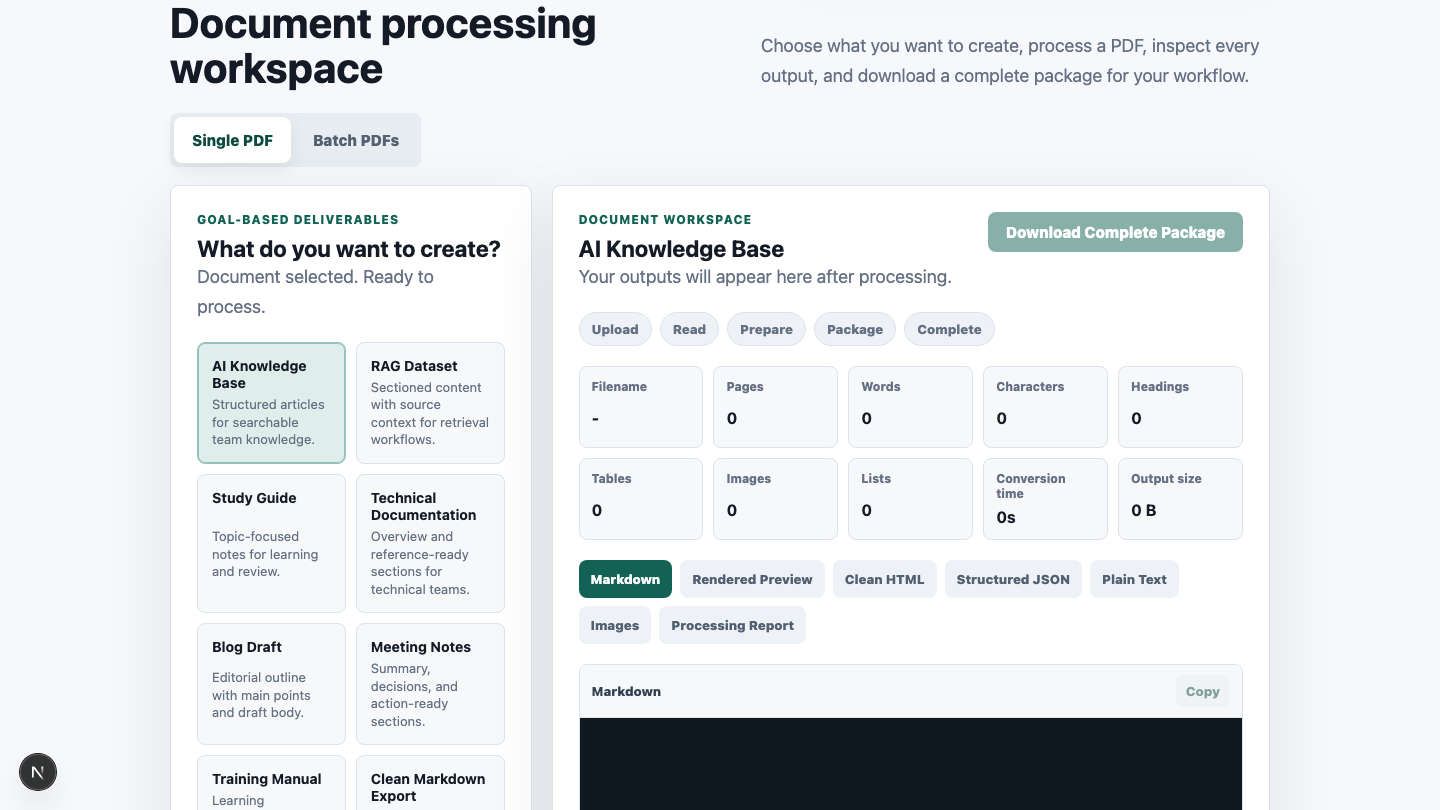 Document processing
workspace
Choose what you want to create, process a PDF, inspect every
output, and download a complete package for your workflow.
Single PDF
Batch PDFs
GOAL-BASED DELIVERABLES
What do you want to create?
Document selected. Ready to
process.
AI Knowledge
Base
Structured articles
for searchable
team knowledge.
RAG Dataset
Sectioned content
with source
context for retrieval
workflows.
Study Guide
Topic-focused
notes for learning
and review.
Technical
Documentation
Overview and
reference-ready
sections for
technical teams.
Blog Draft
Editorial outline
with main points
and draft body.
Meeting Notes
Summary,
decisions, and
action-ready
sections.
Training Manual
Learning
Clean Markdown
Export
DOCUMENT WORKSPACE
AI Knowledge Base
Your outputs will appear here after processing.
Download Complete Package
Upload
Read
Prepare
Package
Complete
Filename
-
Pages
0
Words
0
Characters
0
Headings
0
Tables
0
Images
0
Lists
0
Conversion
time
0s
Output size
0 B
Markdown
Rendered Preview
Clean HTML
Structured JSON
Plain Text
Images
Processing Report
Markdown
Copy
N